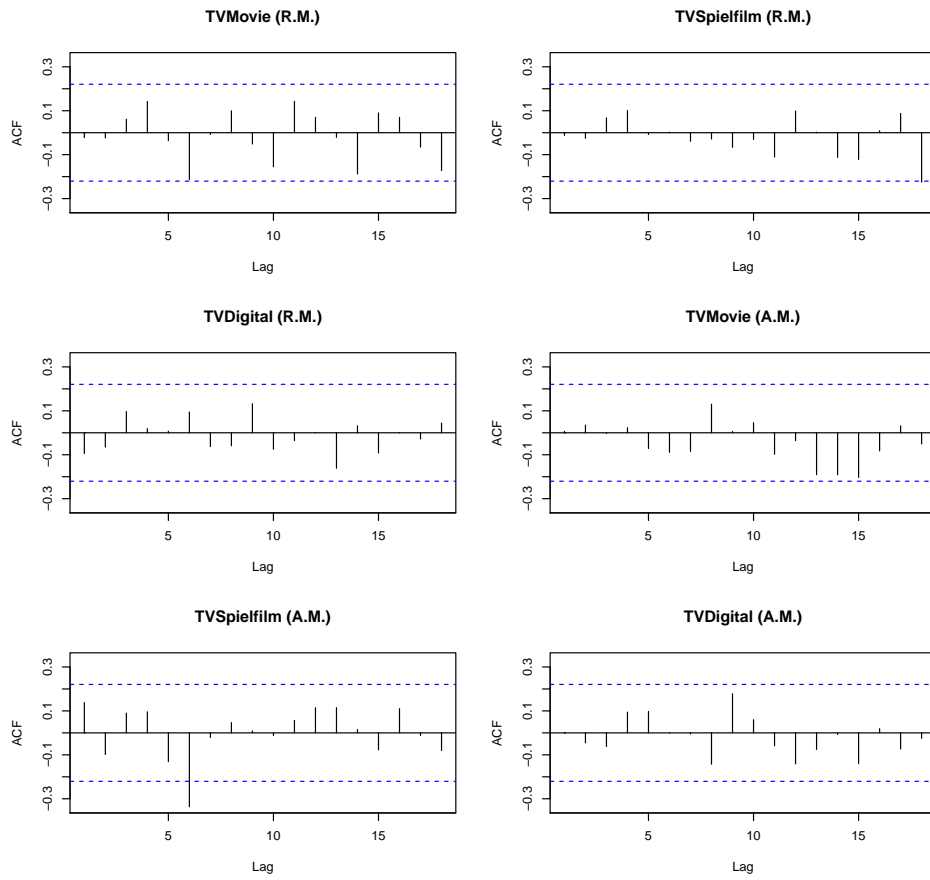 TVMovie (R.M.)
ACF
−0.3 −0.1 0.1 0.3
5 10 15
Lag
TVSpielfilm (R.M.)
ACF
−0.3 −0.1 0.1 0.3
5 10 15
Lag
TVDigital (R.M.)
ACF
−0.3 −0.1 0.1 0.3
5 10 15
Lag
TVMovie (A.M.)
ACF
−0.3 −0.1 0.1 0.3
5 10 15
Lag
TVSpielfilm (A.M.)
ACF
−0.3 −0.1 0.1 0.3
5 10 15
Lag
TVDigital (A.M.)
ACF
−0.3 −0.1 0.1 0.3
5 10 15
Lag